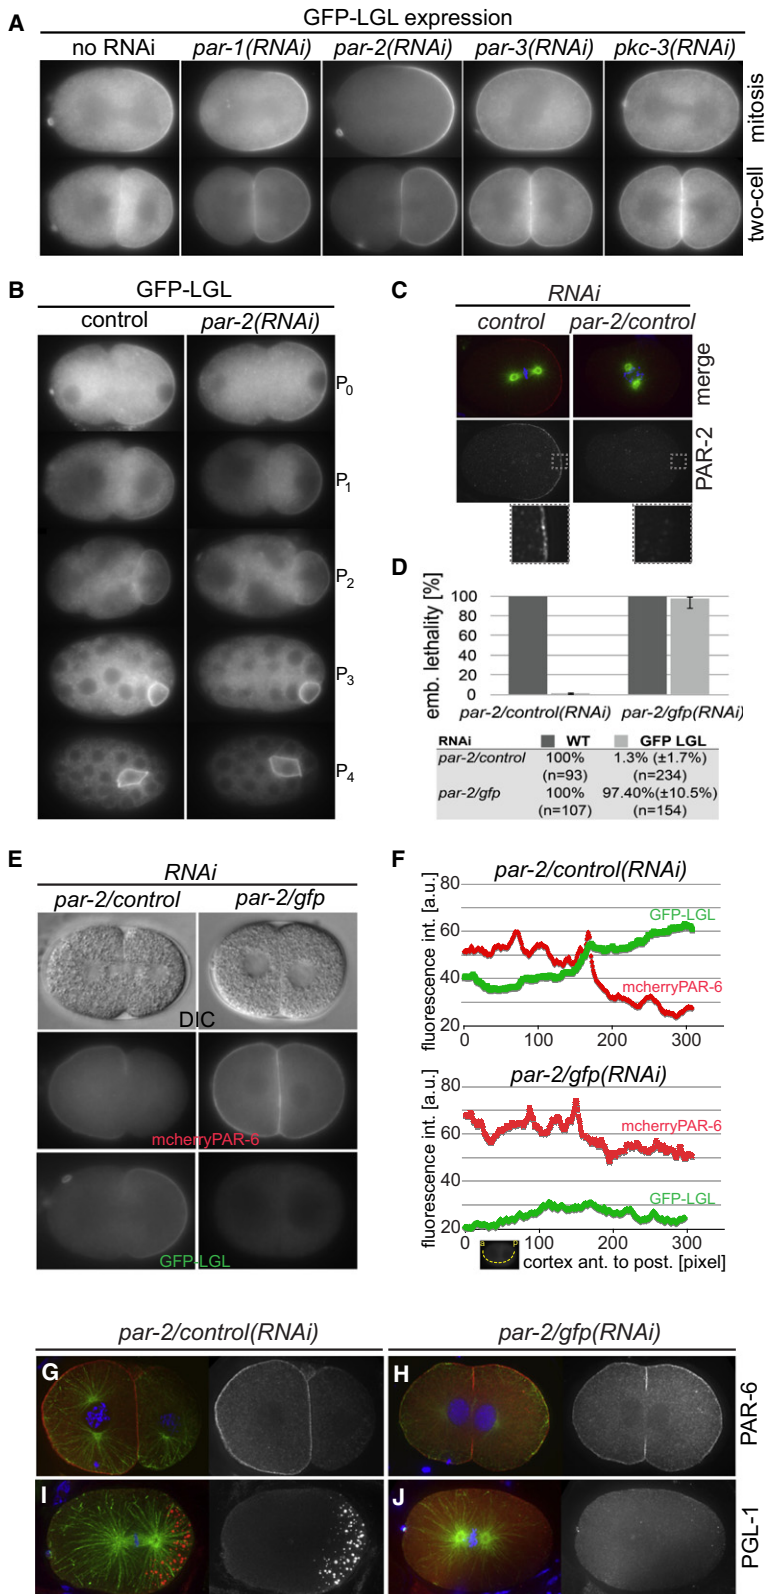 A
GFP-LGL expression
no RNAi par-1(RNAi) par-2(RNAi) par-3(RNAi) pkc-3(RNAi)
mitosis
two-cell
B
GFP-LGL
control par-2(RNAi)
P0
P1
P2
P3
P4
C
RNAi
control par-2/control
merge
PAR-2
D
emb. lethality [%]
100
80
60
40
20
0
par-2/control(RNAi) par-2/gfp(RNAi)
RNAi WT GFP LGL
par-2/control 100% 1.3% (±1.7%)
(n=93) (n=234)
par-2/gfp 100% 97.40%(±10.5%)
(n=107) (n=154)
E
RNAi
par-2/control par-2/gfp
DIC
mcherryPAR-6
GFP-LGL
F
par-2/control(RNAi)
fluorescence int. [a.u.]
80
60
40
20
GFP-LGL
mcherryPAR-6
0 100 200 300
par-2/gfp(RNAi)
fluorescence int. [a.u.]
80
60
40
20
mcherryPAR-6
GFP-LGL
0 100 200 300
a p
cortex ant. to post. [pixel]
par-2/control(RNAi) par-2/gfp(RNAi)
G
H
PAR-6
I
J
PGL-1